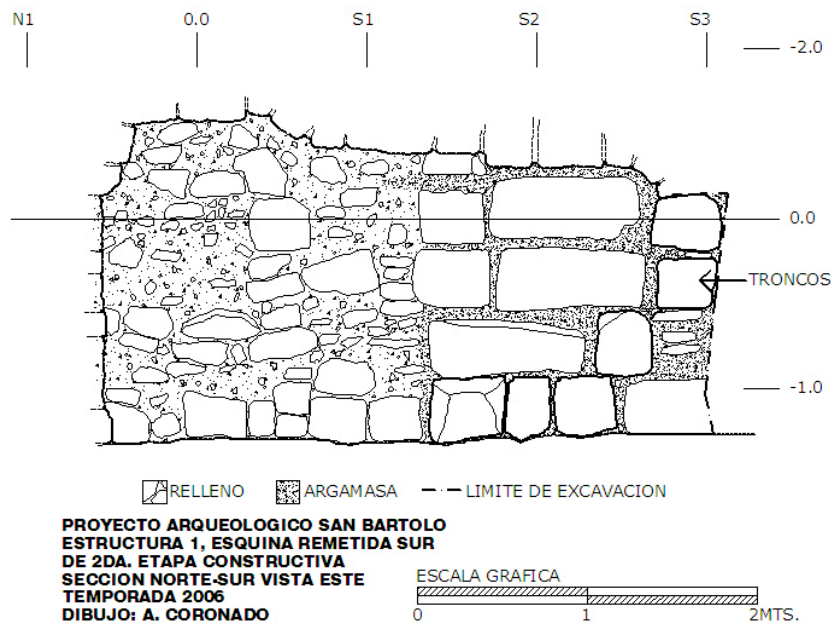 N1 0.0 S1 S2 S3
-2.0
0.0
TRONCOS
-1.0
RELLENO ARGAMASA LIMITE DE EXCAVACION
PROYECTO ARQUEOLOGICO SAN BARTOLO
ESTRUCTURA 1, ESQUINA REMETIDA SUR
DE 2DA. ETAPA CONSTRUCTIVA
SECCION NORTE-SUR VISTA ESTE
TEMPORADA 2006
DIBUJO: A. CORONADO
ESCALA GRAFICA
0 1 2MTS.